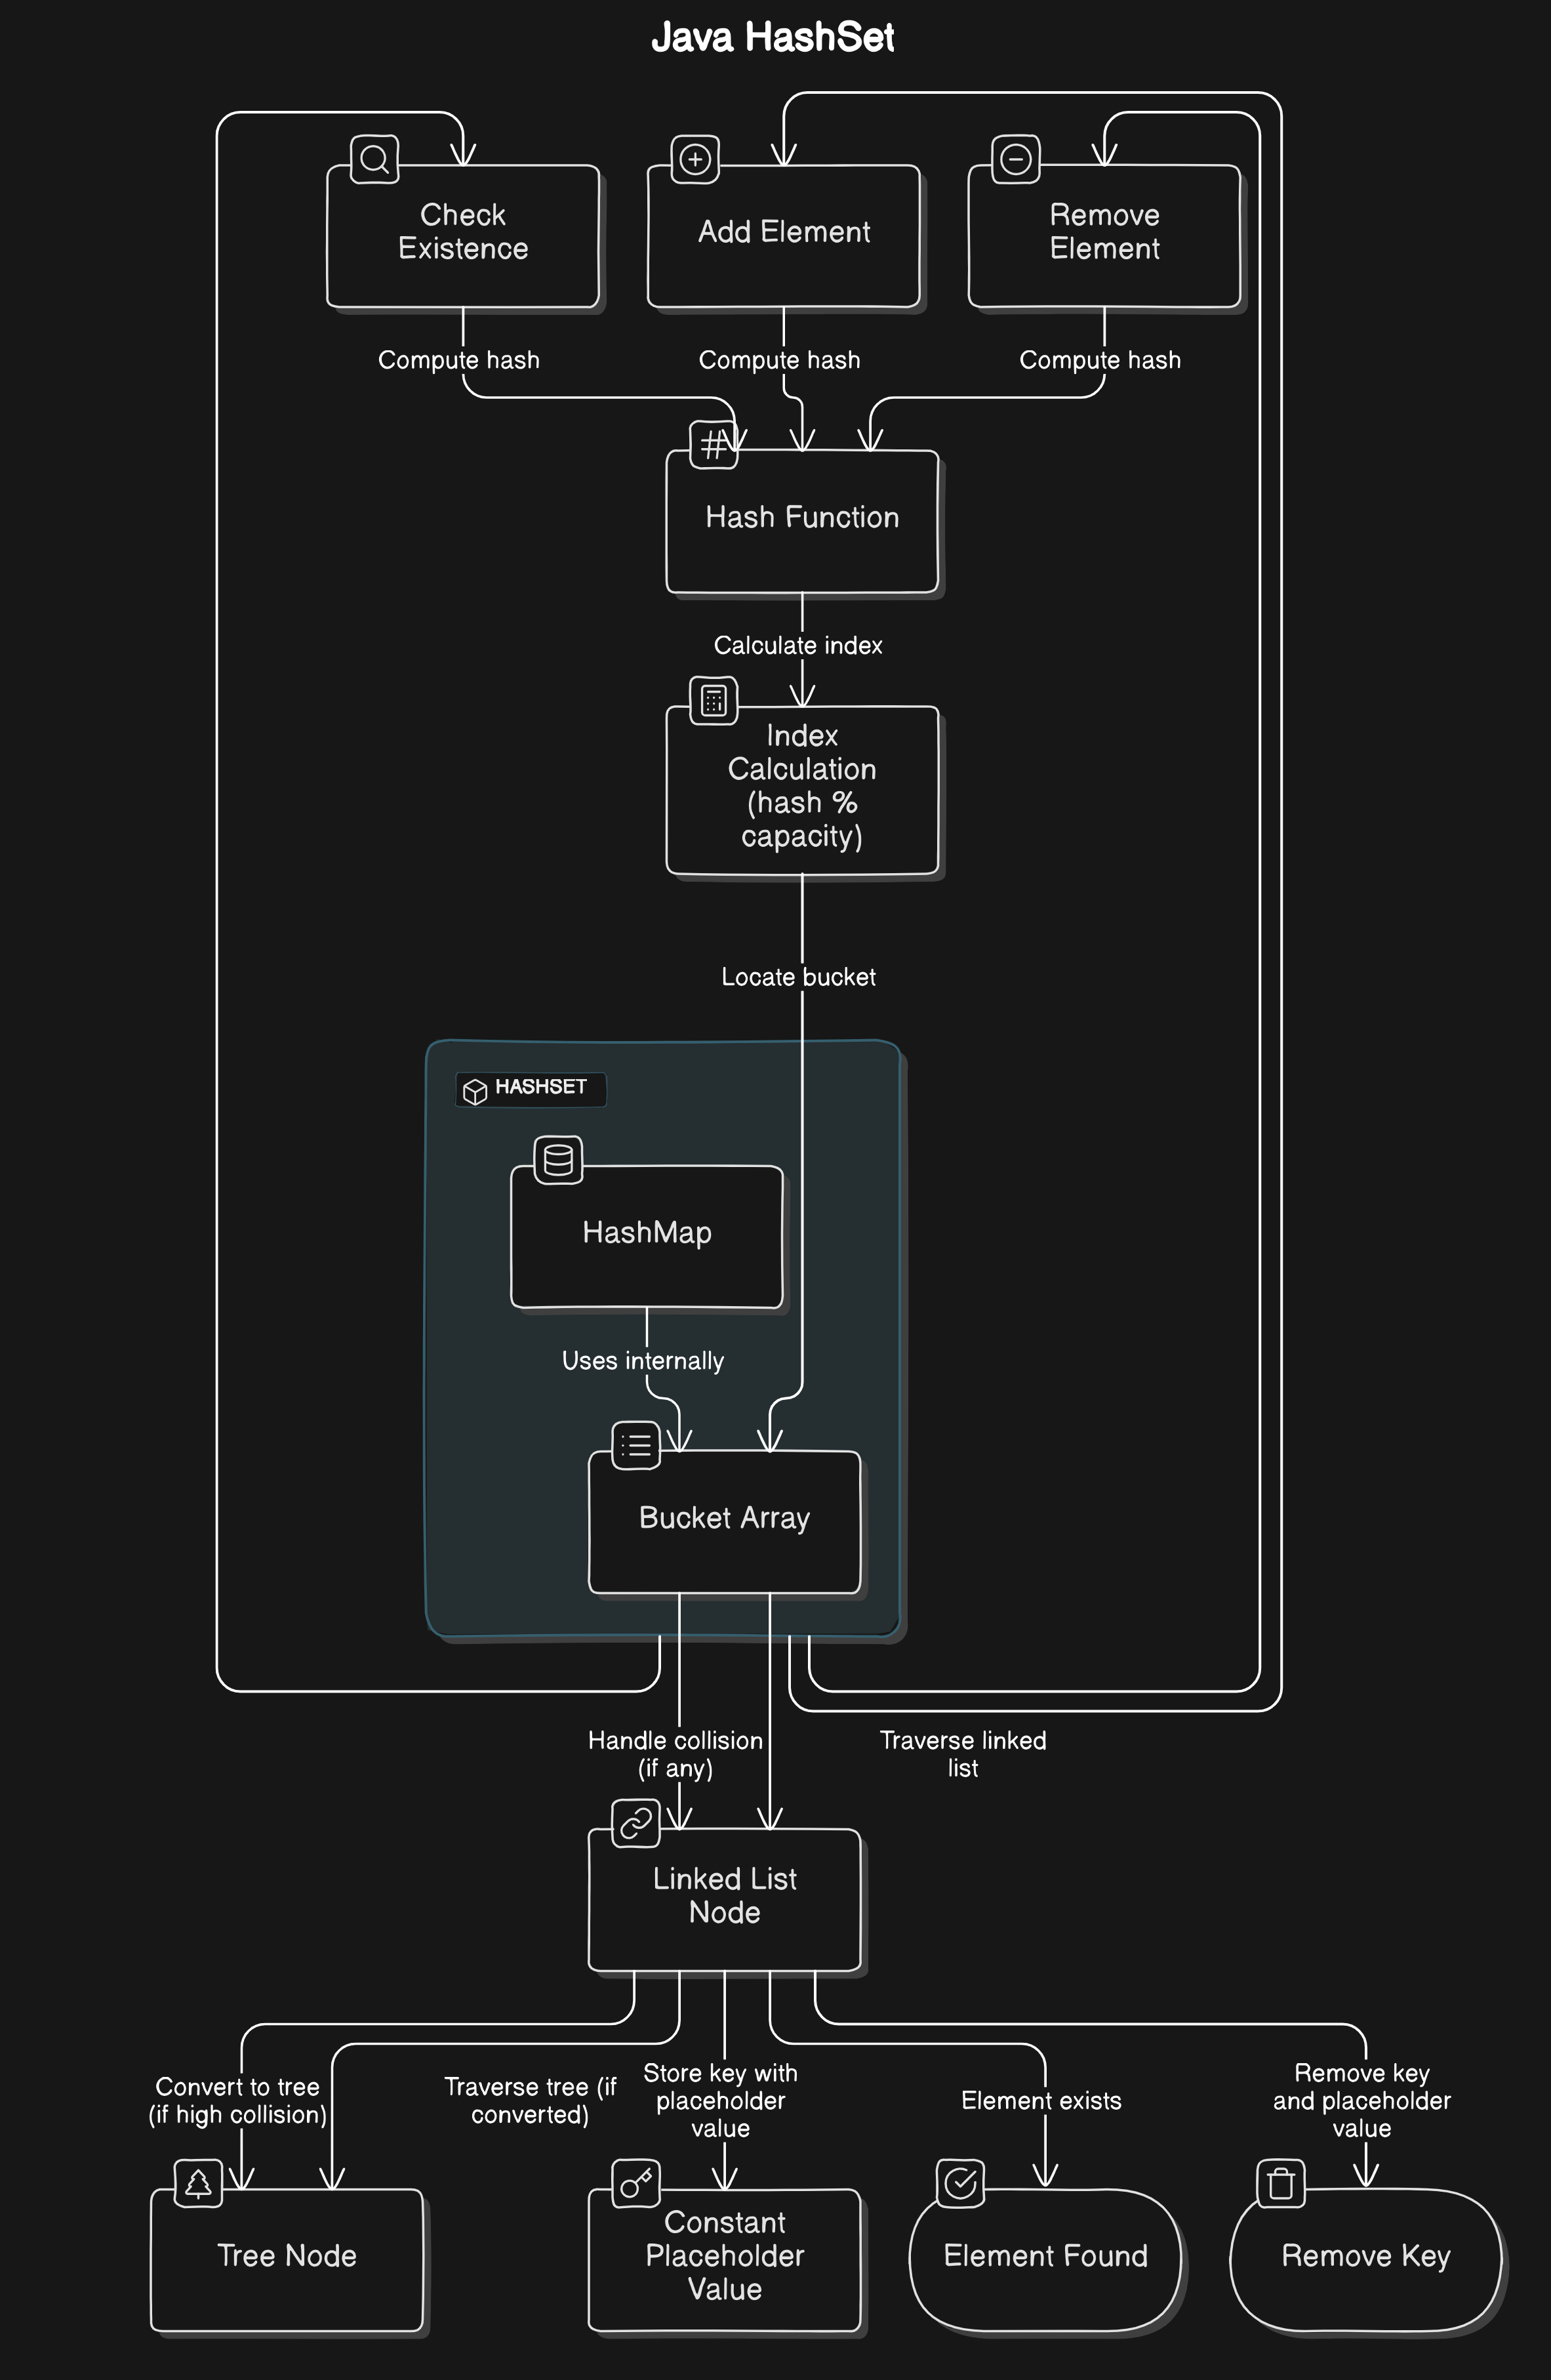 Java HashSet
Check
Existence
Add Element
Remove
Element
Compute hash
Compute hash
Compute hash
Hash Function
Calculate index
Index
Calculation
(hash %
capacity)
Locate bucket
HASHSET
HashMap
Uses internally
Bucket Array
Handle collision
(if any)
Traverse linked
list
Linked List
Node
Convert to tree
(if high collision)
Traverse tree (if
converted)
Store key with
placeholder
value
Element exists
Remove key
and placeholder
value
Tree Node
Constant
Placeholder
Value
Element Found
Remove Key